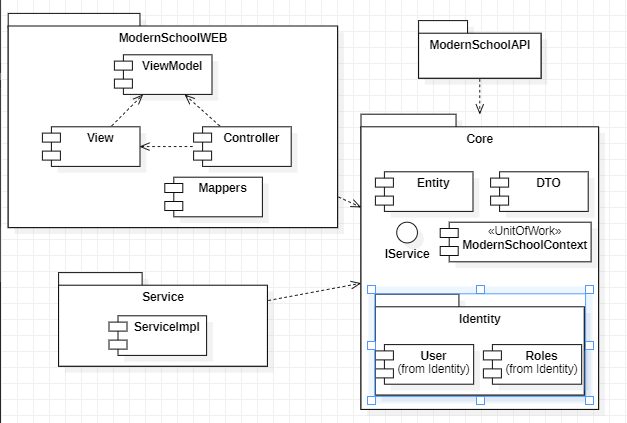 ModernSchoolWEB
ViewModel
View
Controller
Mappers
ModernSchoolAPI
Core
Entity
DTO
IService
«UnitOfWork»
ModernSchoolContext
Service
ServiceImpl
Identity
User
(from Identity)
Roles
(from Identity)